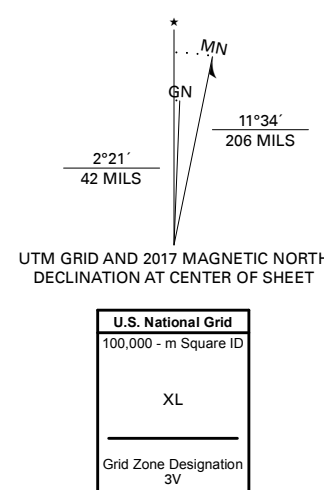 ★
MN
GN
11°34´
206 MILS
2°21´
42 MILS
UTM GRID AND 2017 MAGNETIC NORTH
DECLINATION AT CENTER OF SHEET
U.S. National Grid
100,000 - m Square ID
XL
Grid Zone Designation
3V